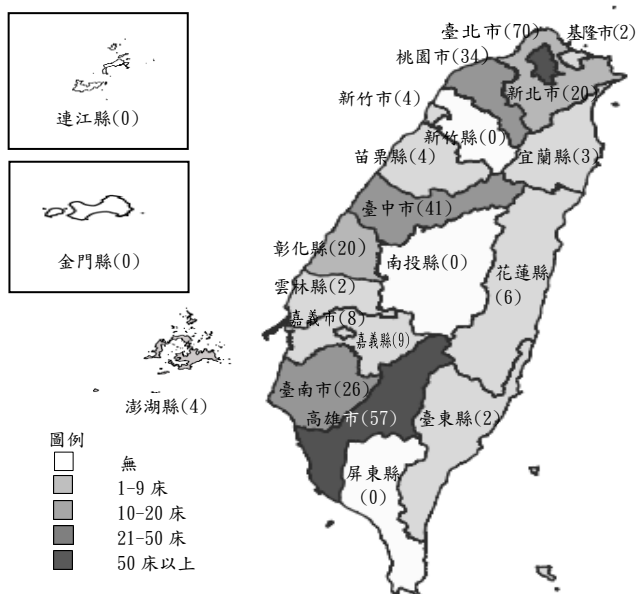 臺北市(70)
基隆市(2)
桃園市(34)
新北市(20)
新竹市(4)
新竹縣(0)
連江縣(0)
苗栗縣(4)
宜蘭縣(3)
臺中市(41)
彰化縣(20)
南投縣(0)
金門縣(0)
花蓮縣
(6)
雲林縣(2)
嘉義市(8)
嘉義縣(9)
臺南市(26)
澎湖縣(4)
高雄市(57)
臺東縣(2)
屏東縣
(0)
圖例
無
1-9 床
10-20 床
21-50 床
50 床以上